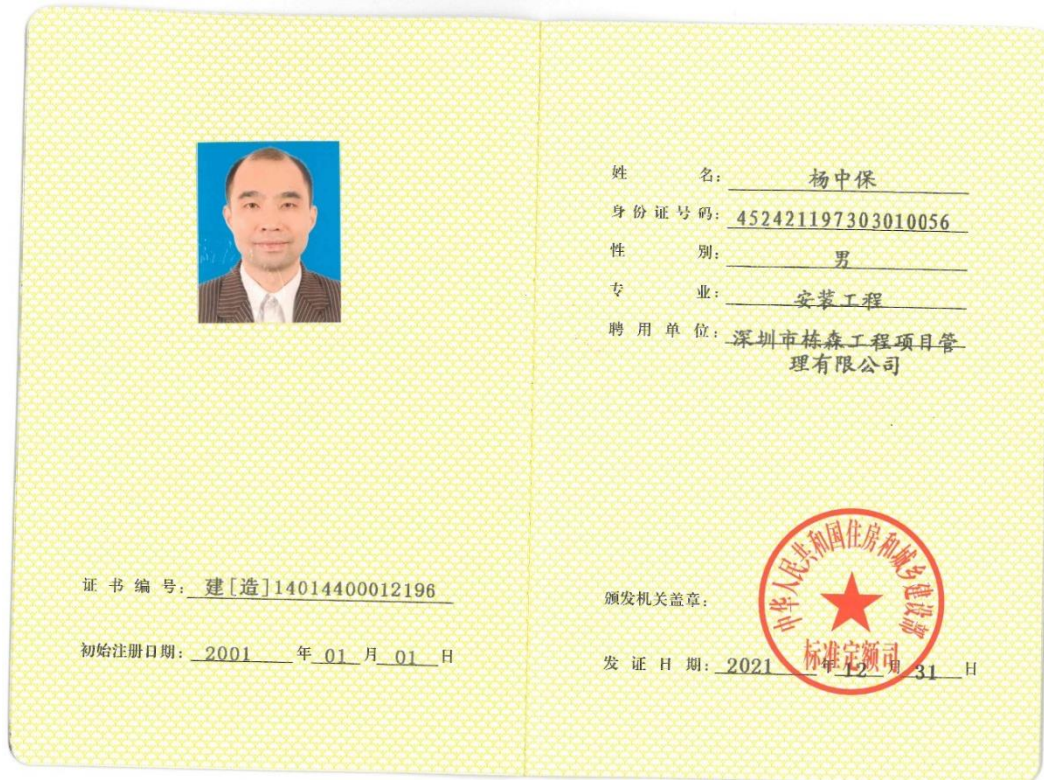 姓名：杨中保
身份证号码：452421197303010056
性别：男
专业：安装工程
聘用单位：深圳市栋森工程项目管
理有限公司
证书编号：建[造]14014400012196
初始注册日期：2001年01月01日
颁发机关盖章：
中华人民共和国住房和城乡建设部
标准定额司
发证日期：2021年12月31日